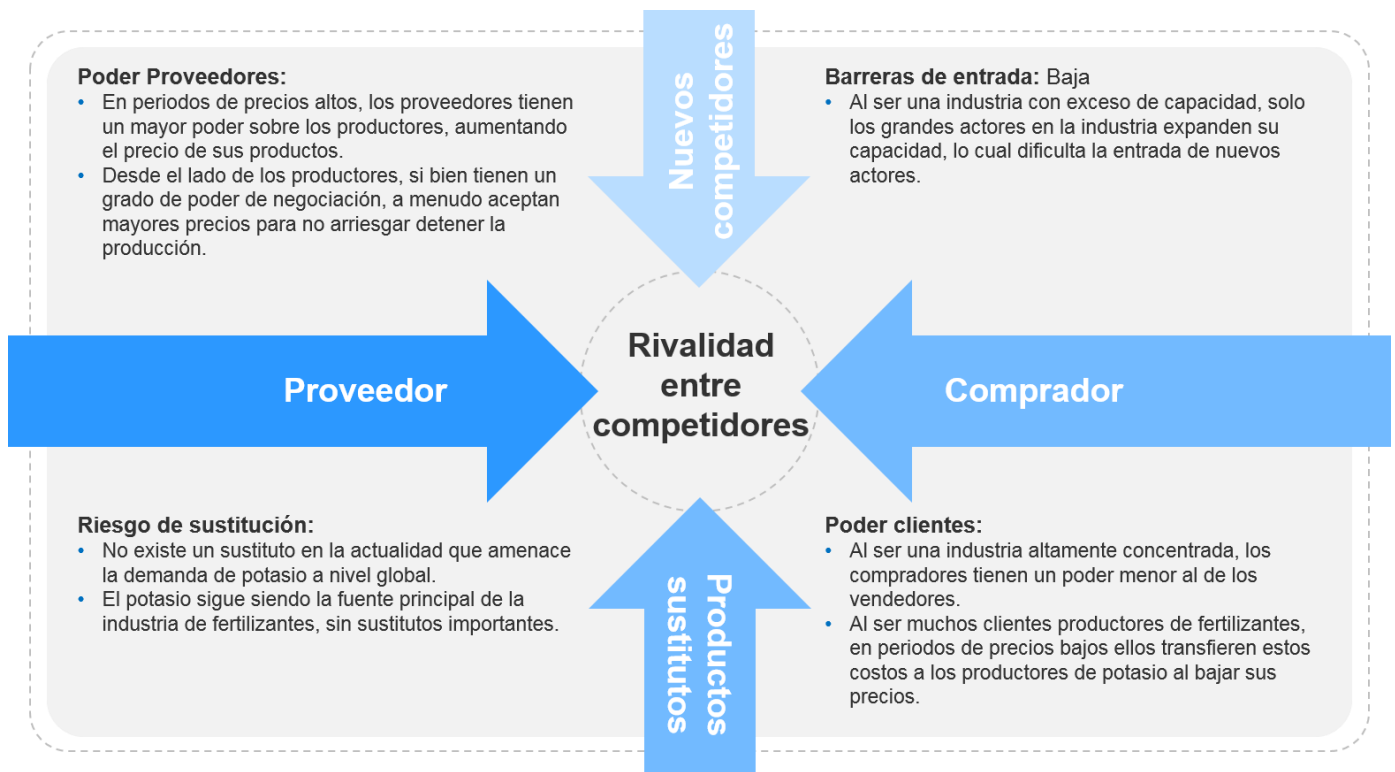 Poder Proveedores:
• En periodos de precios altos, los proveedores tienen
un mayor poder sobre los productores, aumentando
el precio de sus productos.
• Desde el lado de los productores, si bien tienen un
grado de poder de negociación, a menudo aceptan
mayores precios para no arriesgar detener la
producción.
Nuevos
competidores
Barreras de entrada: Baja
• Al ser una industria con exceso de capacidad, solo
los grandes actores en la industria expanden su
capacidad, lo cual dificulta la entrada de nuevos
actores.
Proveedor
Rivalidad
entre
competidores
Comprador
Riesgo de sustitución:
• No existe un sustituto en la actualidad que amenace
la demanda de potasio a nivel global.
• El potasio sigue siendo la fuente principal de la
industria de fertilizantes, sin sustitutos importantes.
Productos
sustitutos
Poder clientes:
• Al ser una industria altamente concentrada, los
compradores tienen un poder menor al de los
vendedores.
• Al ser muchos clientes productores de fertilizantes,
en periodos de precios bajos ellos transfieren estos
costos a los productores de potasio al bajar sus
precios.